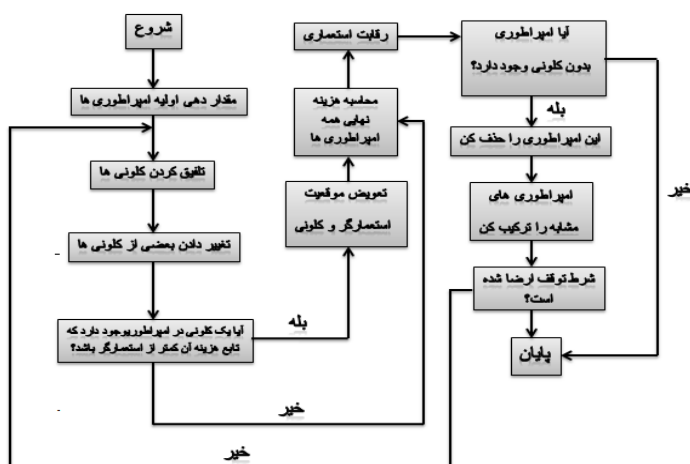 شروع
مقدار دهی اولیه امپراطوری ها
تلفیق کردن کلونی ها
تغییر دادن بعضی از کلونی ها
آیا یک کلونی در امپراطوریوجود دارد که
تابع هزینه آن کمتر از استعمارگر باشد؟
بله
خیر
خیر
تعویض موقعیت
استعمارگر و کلونی
محاسبه هزینه
نهایی همه
امپراطوری ها
رقابت استعماری
آیا امپراطوری
بدون کلونی وجود دارد؟
بله
خیر
این امپراطوری را حذف کن
امپراطوری های
مشابه را ترکیب کن
شرط توقف ارضا شده
است؟
پایان